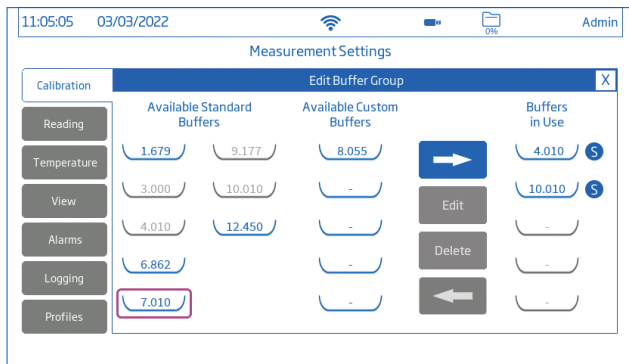 11:05:05 03/03/2022 0% Admin
Measurement Settings
Calibration
Edit Buffer Group X
Reading
Temperature
View
Alarms
Logging
Profiles
Available Standard
Buffers
Available Custom
Buffers
Buffers
in Use
1.679 9.177 8.055 4.010 S
3.000 10.010 - Edit 10.010 S
4.010 12.450 - -
Delete
6.862 - -
7.010 - -